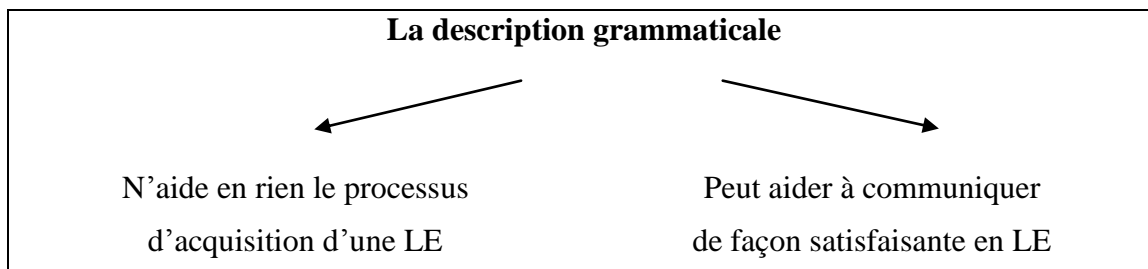 La description grammaticale
N’aide en rien le processus
d’acquisition d’une LE
Peut aider à communiquer
de façon satisfaisante en LE